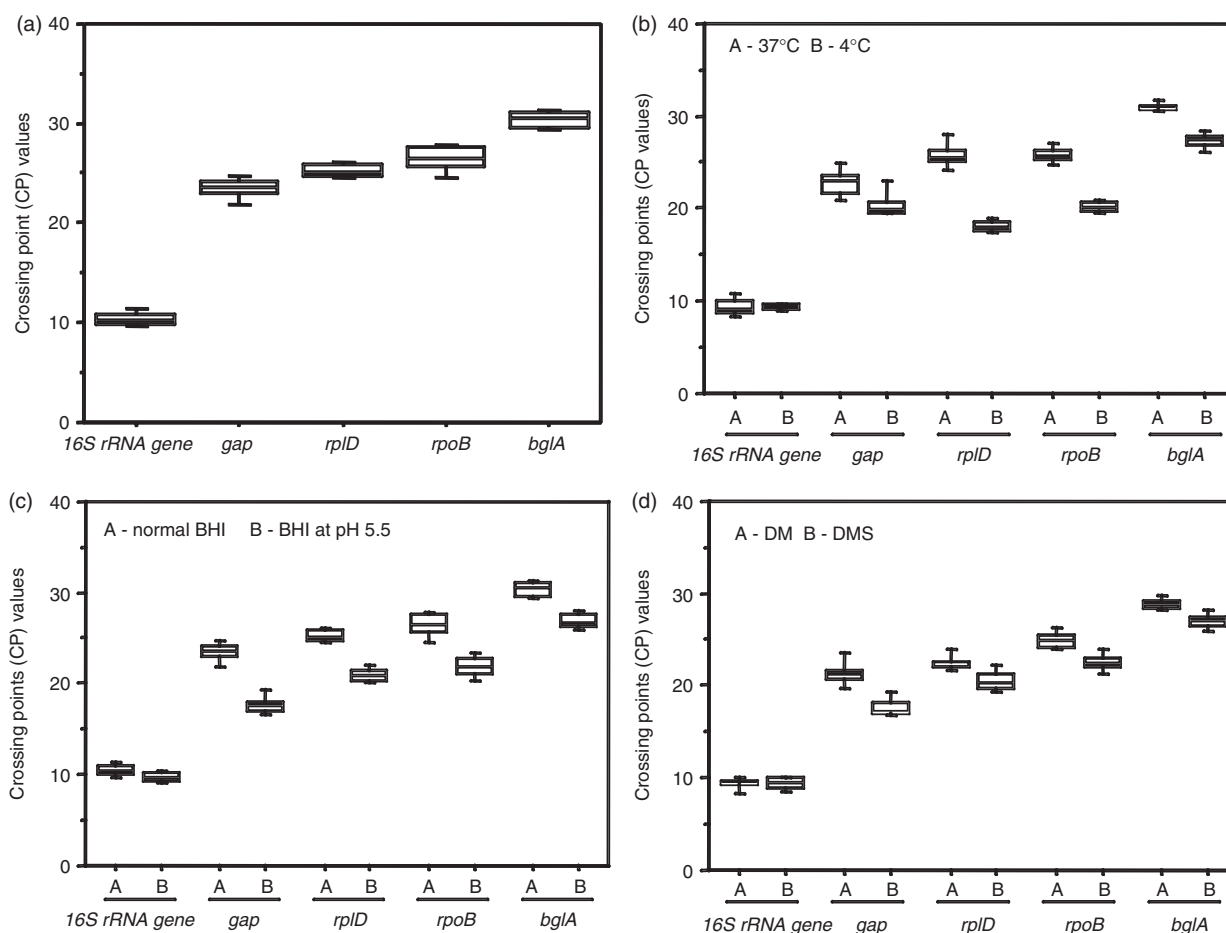 (a)
40
30
20
10
0
Crossing point (CP) values
16S rRNA gene gap rplD rpoB bglA
(b)
A - 37°C B - 4°C
40
30
20
10
0
Crossing points (CP values)
A B A B A B A B A B
16S rRNA gene gap rplD rpoB bglA
(c)
A - normal BHI B - BHI at pH 5.5
40
30
20
10
0
Crossing points (CP) values
A B A B A B A B A B
16S rRNA gene gap rplD rpoB bglA
(d)
A - DM B - DMS
40
30
20
10
0
Crossing points (CP) values
A B A B A B A B A B
16S rRNA gene gap rplD rpoB bglA